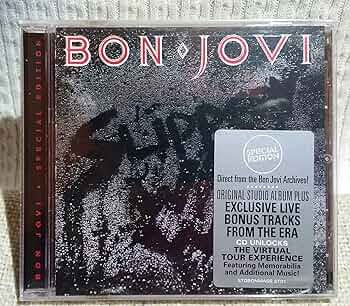 BON JOVI
BON JOVI • SPECIAL EDITION
SLIPPERY
SPECIAL
EDITION
Direct from the Bon Jovi Archives!
ORIGINAL STUDIO ALBUM PLUS
EXCLUSIVE LIVE
BONUS TRACKS
FROM THE ERA
CD UNLOCKS
THE VIRTUAL
TOUR EXPERIENCE
Featuring Memorabilia
and Additional Music!